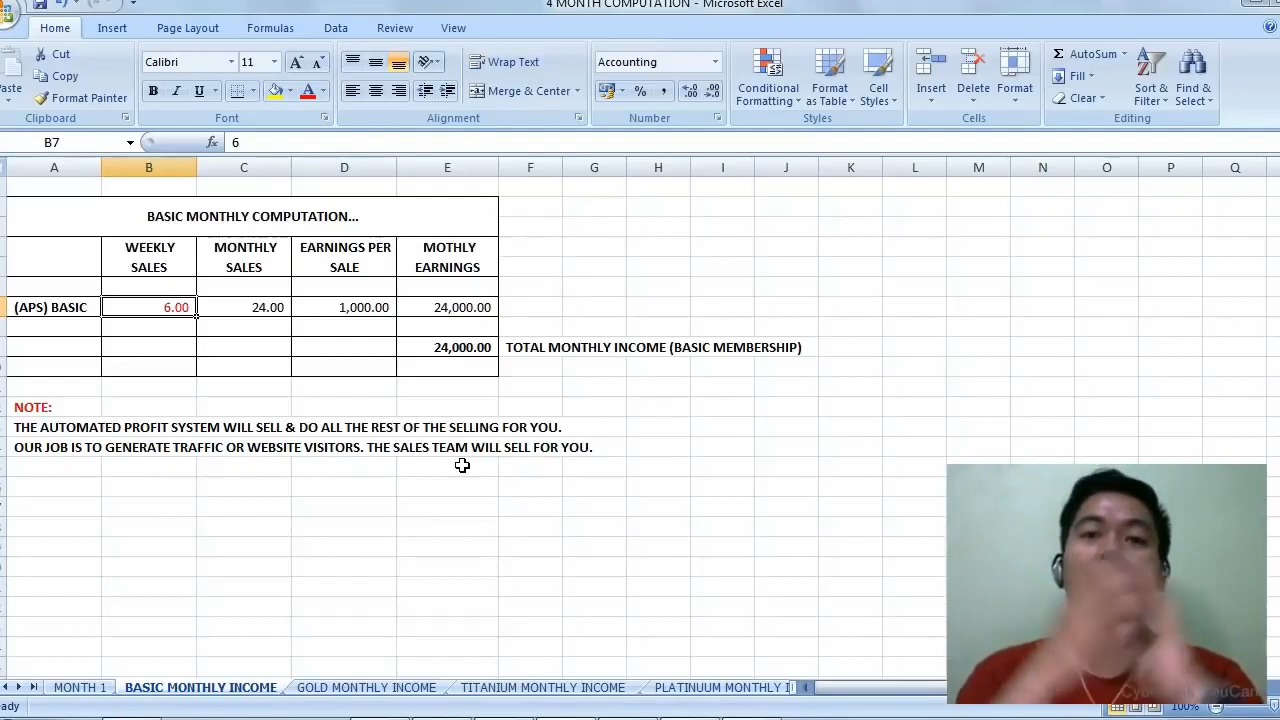 4 MONTH COMPUTATION - Microsoft Excel
Home Insert Page Layout Formulas Data Review View
Cut
Copy
Format Painter
Clipboard
Calibri 11
Font
Wrap Text
Merge & Center
Alignment
Accounting
Number
Conditional Formatting
Format as Table
Cell Styles
Styles
Insert Delete Format
Cells
AutoSum
Fill
Clear
Sort & Filter
Find & Select
Editing
B7 fx 6
A B C D E F G H I J K L M N O P Q
BASIC MONTHLY COMPUTATION...
WEEKLY SALES MONTHLY SALES EARNINGS PER SALE MOTHLY EARNINGS
(APS) BASIC 6.00 24.00 1,000.00 24,000.00
24,000.00 TOTAL MONTHLY INCOME (BASIC MEMBERSHIP)
NOTE:
THE AUTOMATED PROFIT SYSTEM WILL SELL & DO ALL THE REST OF THE SELLING FOR YOU.
OUR JOB IS TO GENERATE TRAFFIC OR WEBSITE VISITORS. THE SALES TEAM WILL SELL FOR YOU.
MONTH 1 BASIC MONTHLY INCOME GOLD MONTHLY INCOME TITANIUM MONTHLY INCOME PLATINUUM MONTHLY I
eady 100%